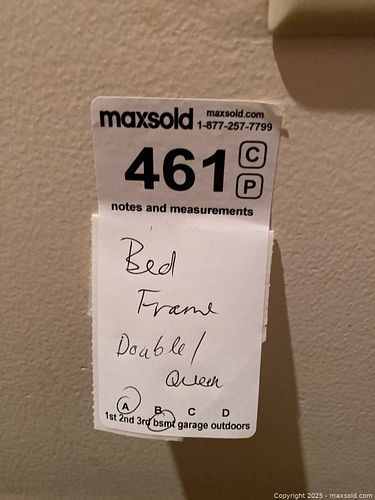 maxsold maxsold.com
1-877-257-7799
461 C
P
notes and measurements
Bed
Frame
Double/
Queen
A B C D
1st 2nd 3rd bsmt garage outdoors
Copyright 2025 - maxsold.com